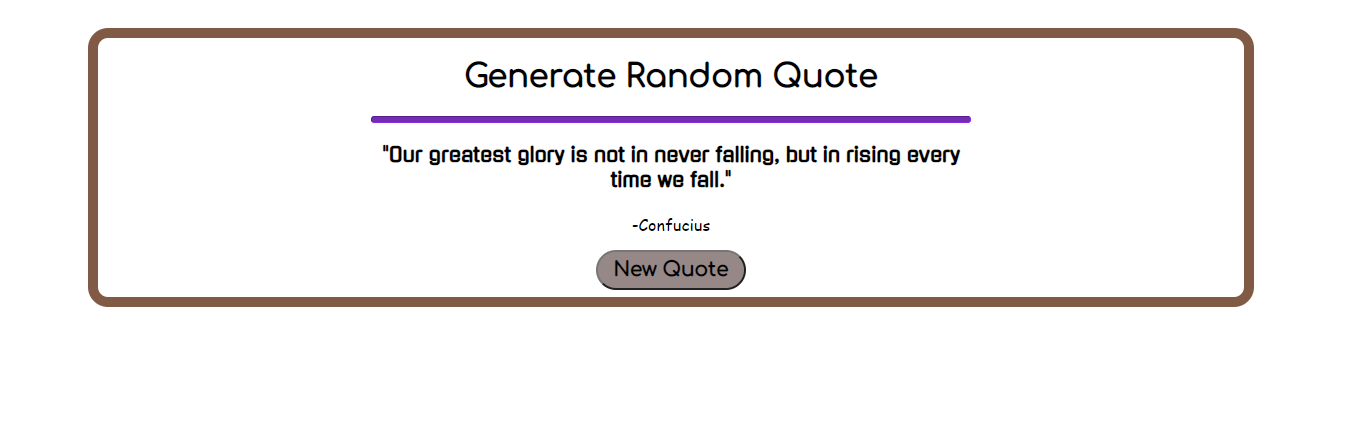 Generate Random Quote
"Our greatest glory is not in never falling, but in rising every
time we fall."
-Confucius
New Quote